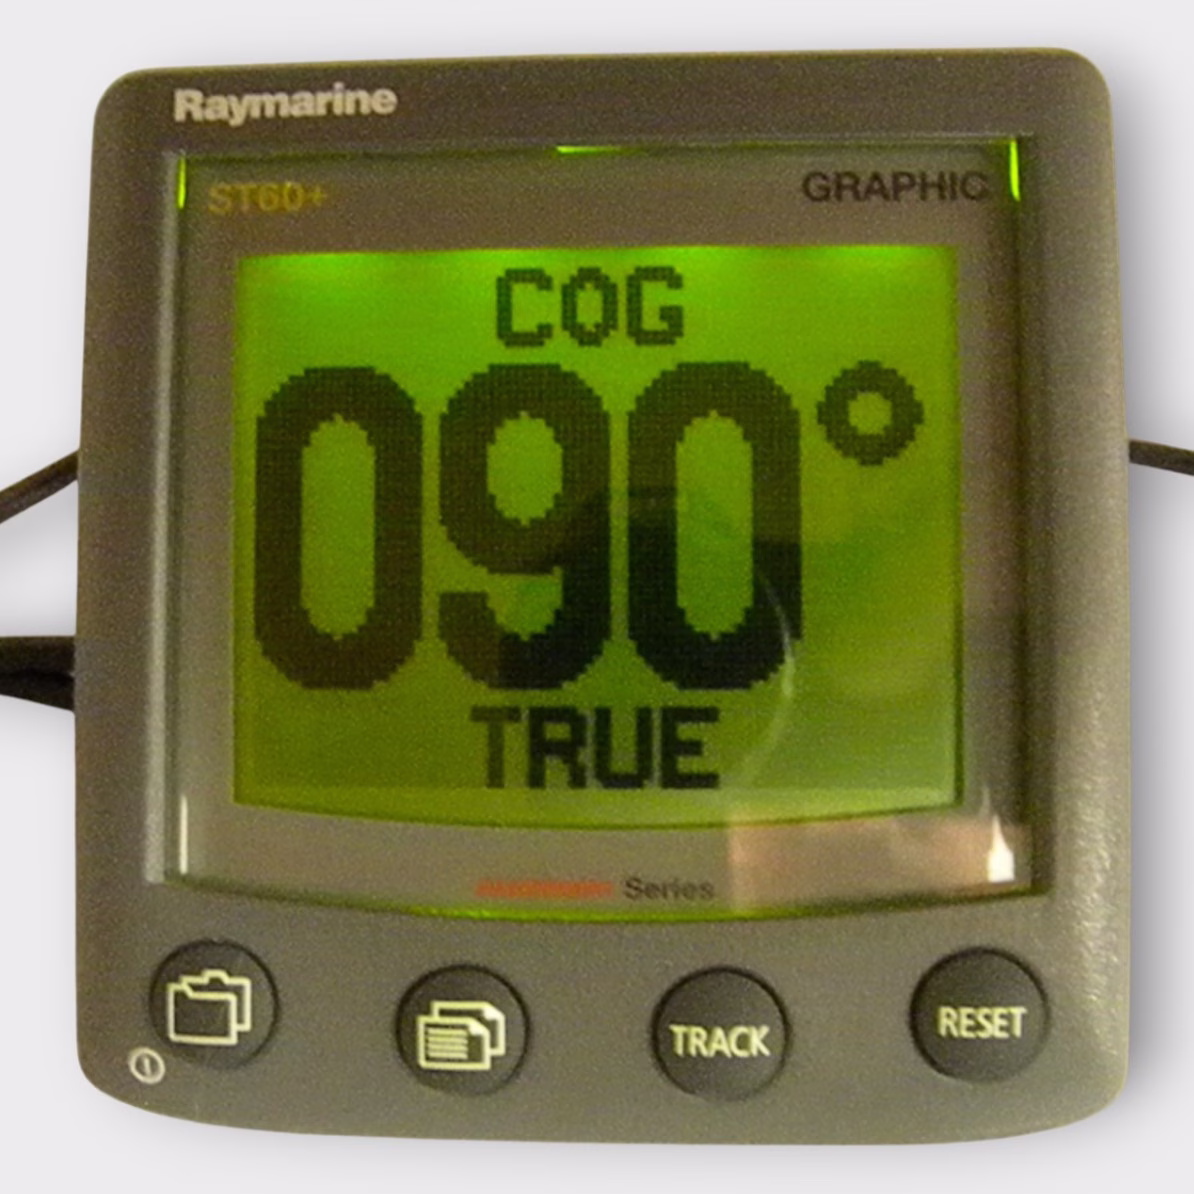 Raymarine
ST60+
GRAPHIC
COG
090°
TRUE
Series
TRACK
RESET